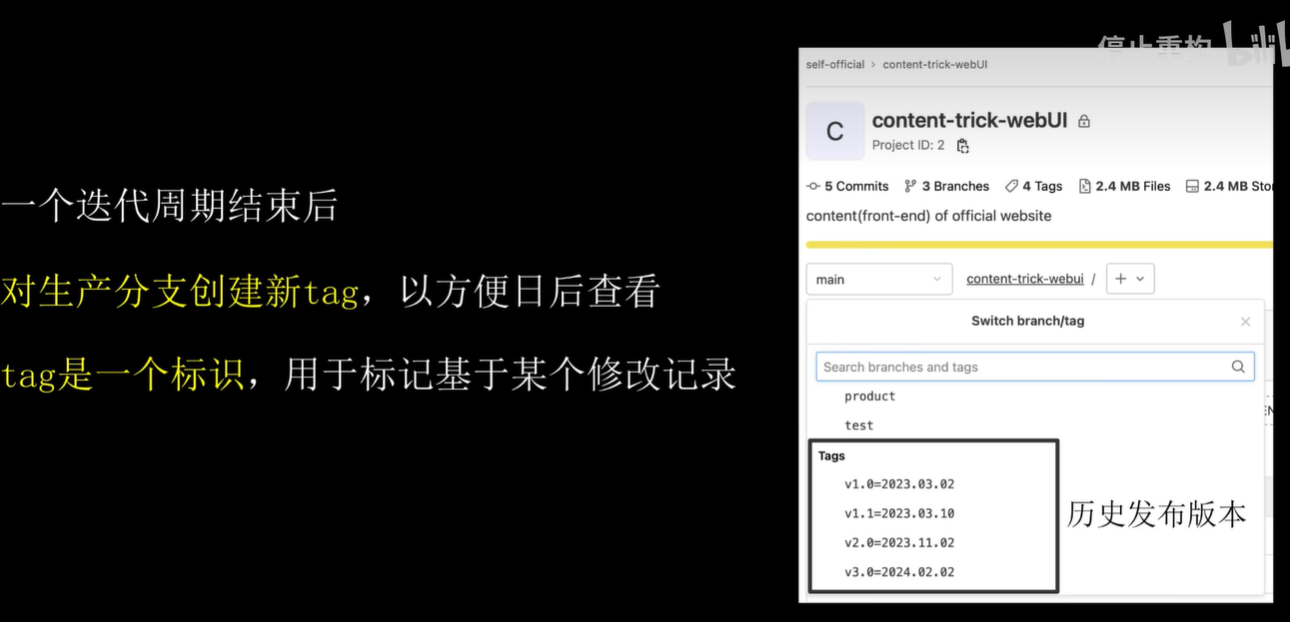 停止重构 bilibili
一个迭代周期结束后
对生产分支创建新tag，以方便日后查看
tag是一个标识，用于标记基于某个修改记录
self-official > content-trick-webUI
C
content-trick-webUI
Project ID: 2
5 Commits 3 Branches 4 Tags 2.4 MB Files 2.4 MB Stor
content(front-end) of official website
main
content-trick-webui / +
Switch branch/tag
Search branches and tags
product
test
Tags
v1.0=2023.03.02
v1.1=2023.03.10
v2.0=2023.11.02
v3.0=2024.02.02
历史发布版本